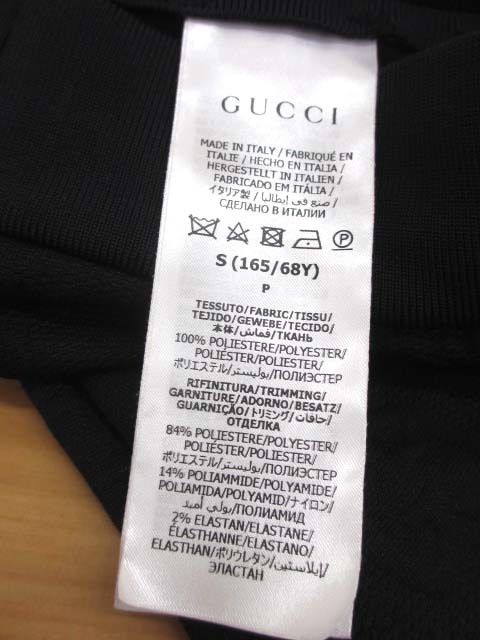 GUCCI
MADE IN ITALY / FABRIQUÉ EN
ITALIE / HECHO EN ITALIA /
HERGESTELLT IN ITALIEN /
FABRICADO EM ITÁLIA /
イタリア製 / صنع في إيطاليا /
СДЕЛАНО В ИТАЛИИ
P
S (165/68Y)
P
TESSUTO/FABRIC/TISSU/
TEJIDO/GEWEBE/TECIDO/
本体/قماش/ТКАНЬ
100% POLIESTERE/POLYESTER/
POLIÉSTER/POLYESTER/POLIESTER/
ポリエステル/بوليستر/ПОЛИЭСТЕР
RIFINITURA/TRIMMING/
GARNITURE/ADORNO/BESATZ/
GUARNIÇÃO/トリミング/حافات/
ОТДЕЛКА
84% POLIESTERE/POLYESTER/
POLIÉSTER/POLYESTER/
ポリエステル/بوليستر/ПОЛИЭСТЕР
14% POLIAMMIDE/POLYAMIDE/
POLIAMIDA/POLYAMID/ナイロン/
بولي أميد/ПОЛИАМИД
2% ELASTAN/ELASTANE/
ÉLASTHANNE/ELASTANO/
ELASTHAN/ポリウレタン/إيلاستين/
ЭЛАСТАН